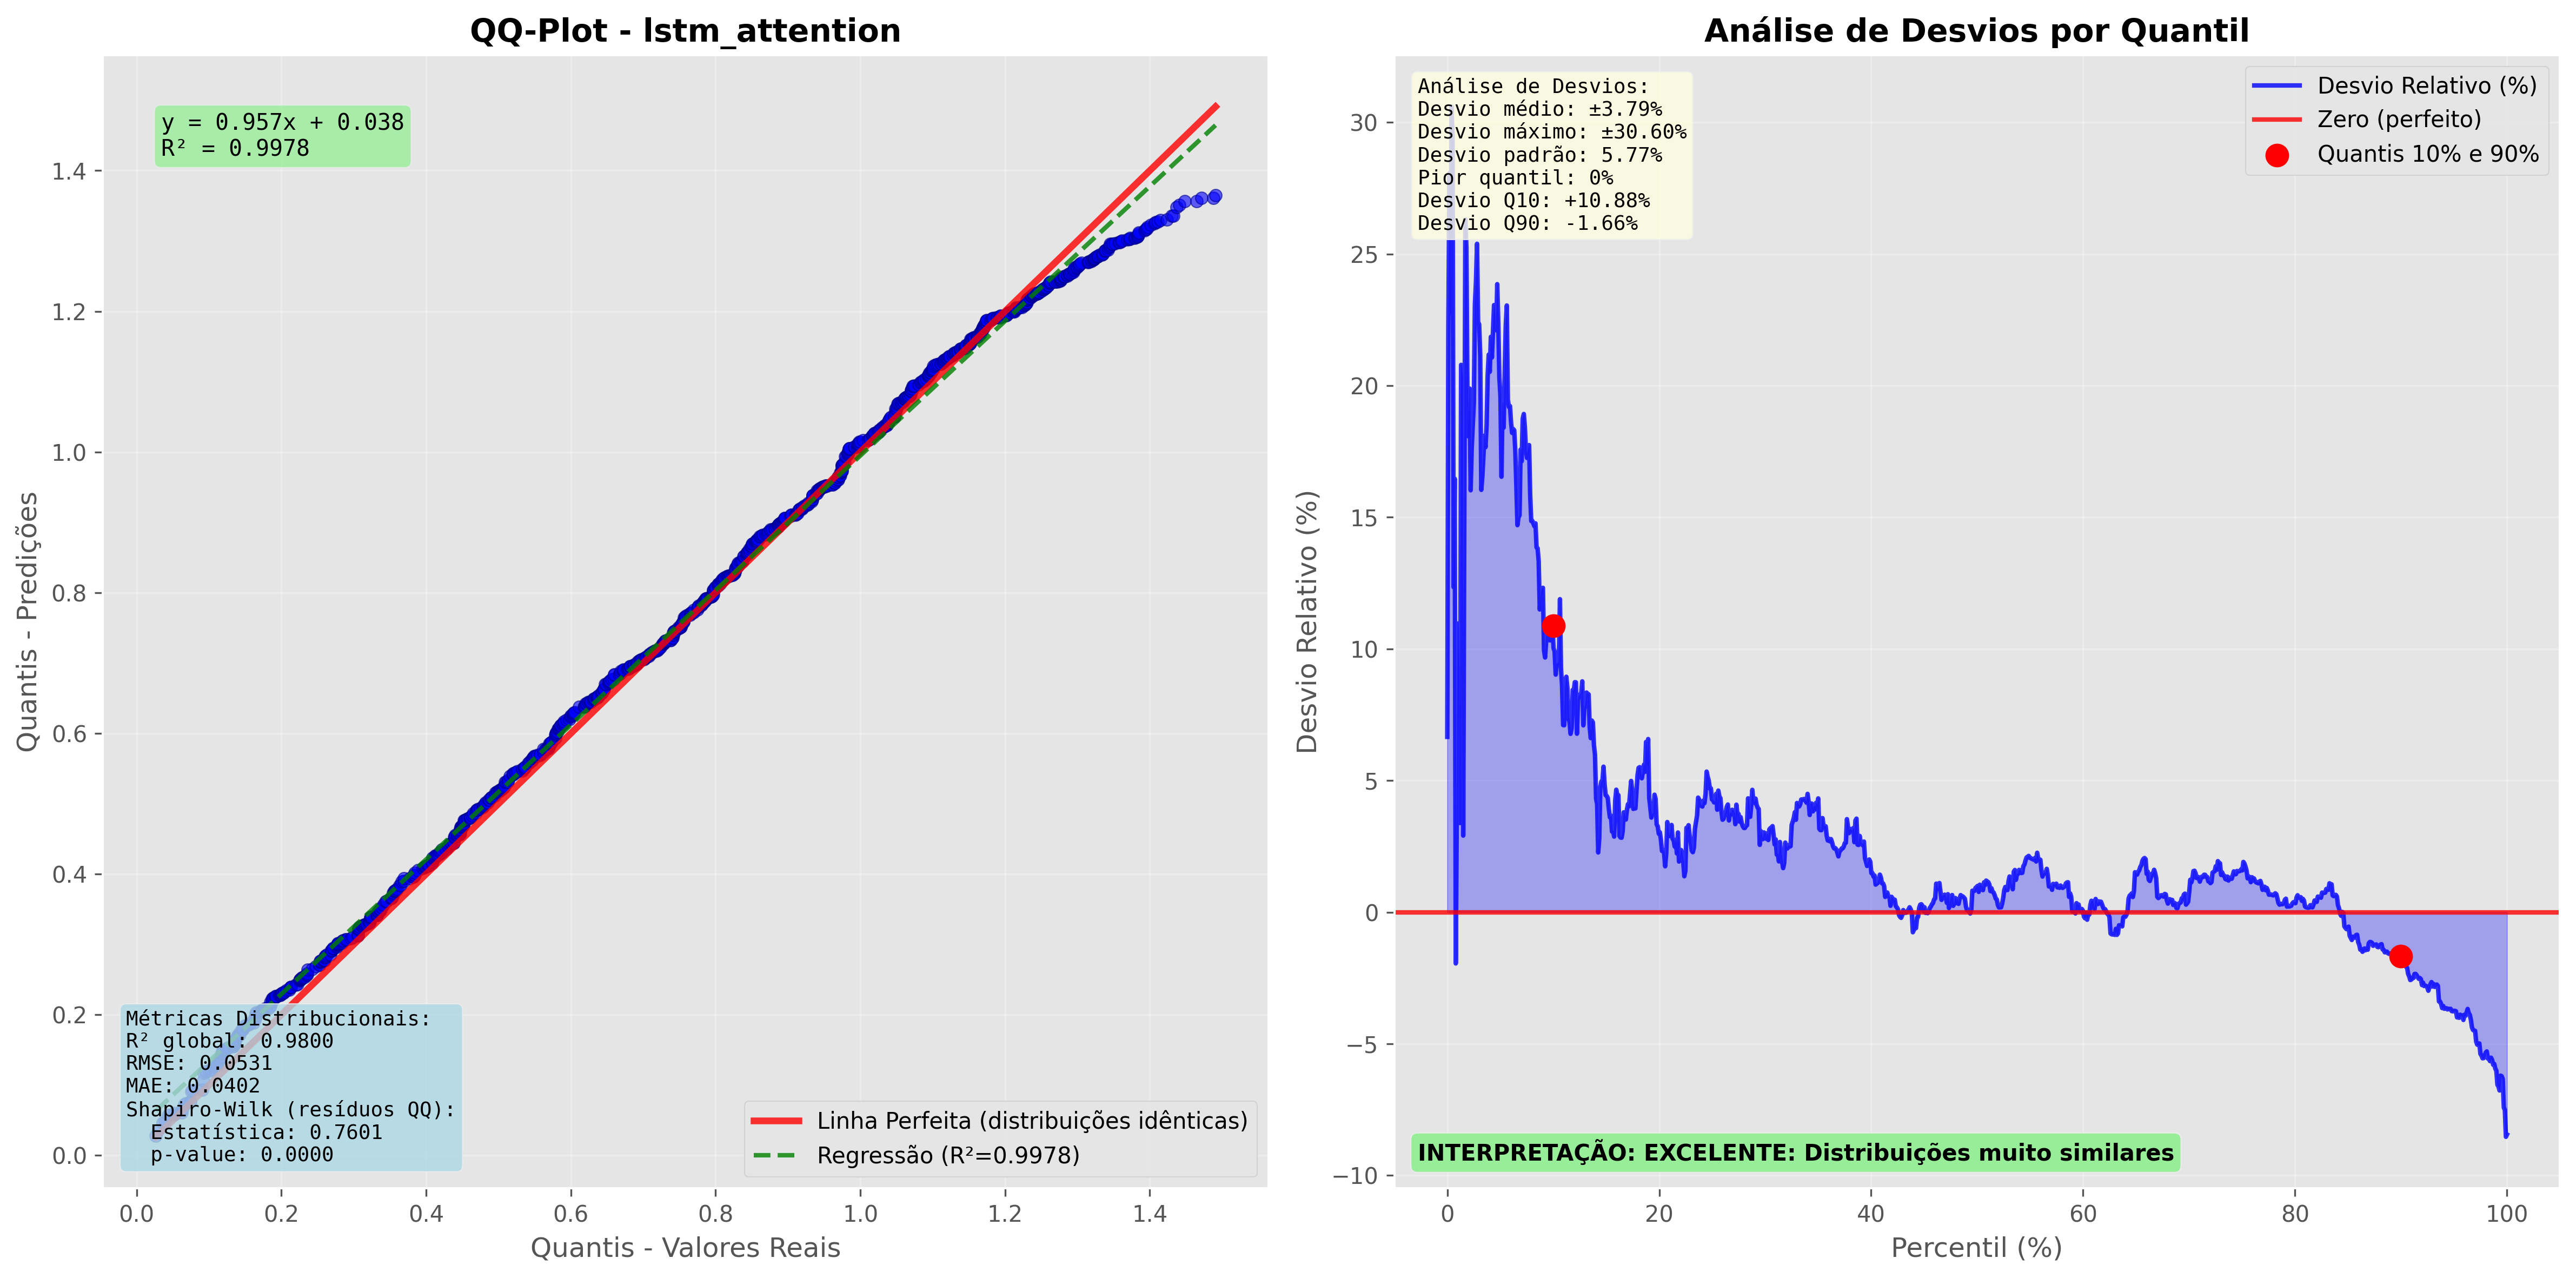 QQ-Plot - lstm_attention
y = 0.957x + 0.038
R² = 0.9978
Quantis - Predições
1.4
1.2
1.0
0.8
0.6
0.4
0.2
0.0
Métricas Distribucionais:
R² global: 0.9800
RMSE: 0.0531
MAE: 0.0402
Shapiro-Wilk (resíduos QQ):
Estatística: 0.7601
p-value: 0.0000
Linha Perfeita (distribuições idênticas)
Regressão (R²=0.9978)
0.0 0.2 0.4 0.6 0.8 1.0 1.2 1.4
Quantis - Valores Reais
Análise de Desvios por Quantil
Análise de Desvios:
Desvio médio: ±3.79%
Desvio máximo: ±30.60%
Desvio padrão: 5.77%
Pior quantil: 0%
Desvio Q10: +10.88%
Desvio Q90: -1.66%
Desvio Relativo (%)
Zero (perfeito)
Quantis 10% e 90%
Desvio Relativo (%)
30
25
20
15
10
5
0
−5
−10
INTERPRETAÇÃO: EXCELENTE: Distribuições muito similares
0 20 40 60 80 100
Percentil (%)